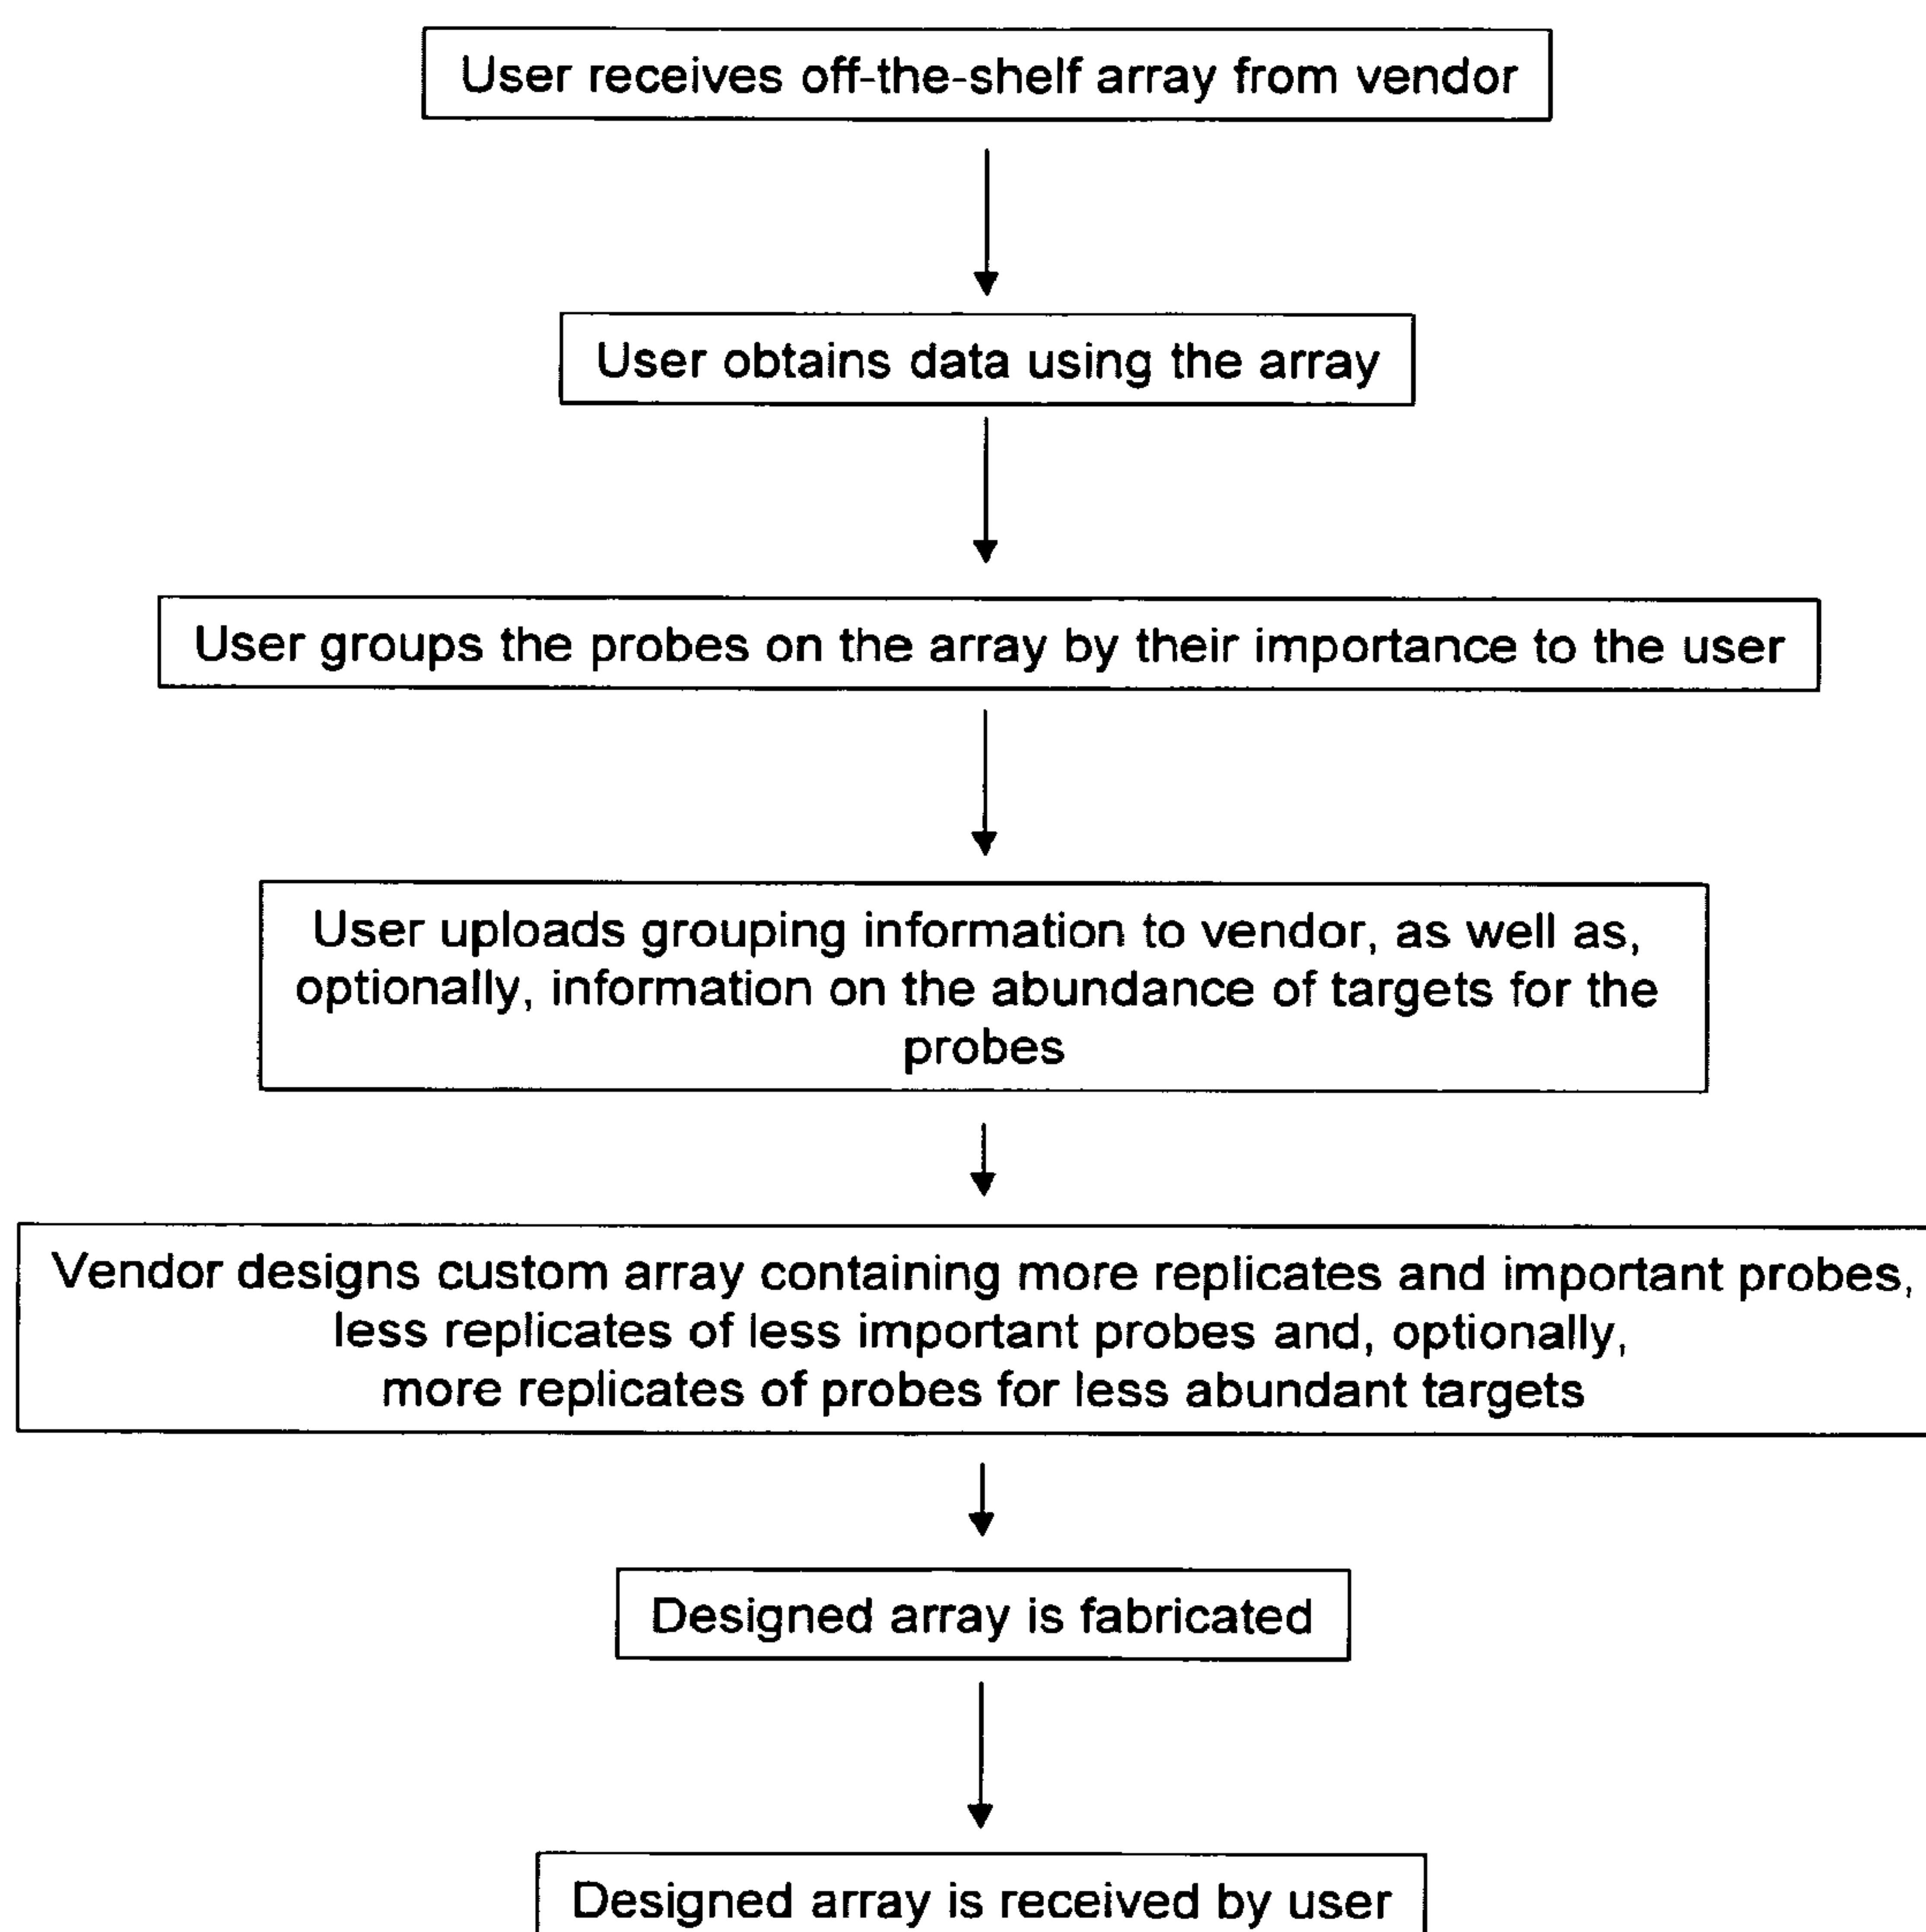 User receives off-the-shelf array from vendor
User obtains data using the array
User groups the probes on the array by their importance to the user
User uploads grouping information to vendor, as well as,
optionally, information on the abundance of targets for the
probes
Vendor designs custom array containing more replicates and important probes,
less replicates of less important probes and, optionally,
more replicates of probes for less abundant targets
Designed array is fabricated
Designed array is received by user